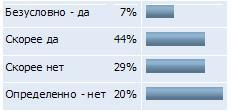 Безусловно - да 7%
Скорее да 44%
Скорее нет 29%
Определенно - нет 20%